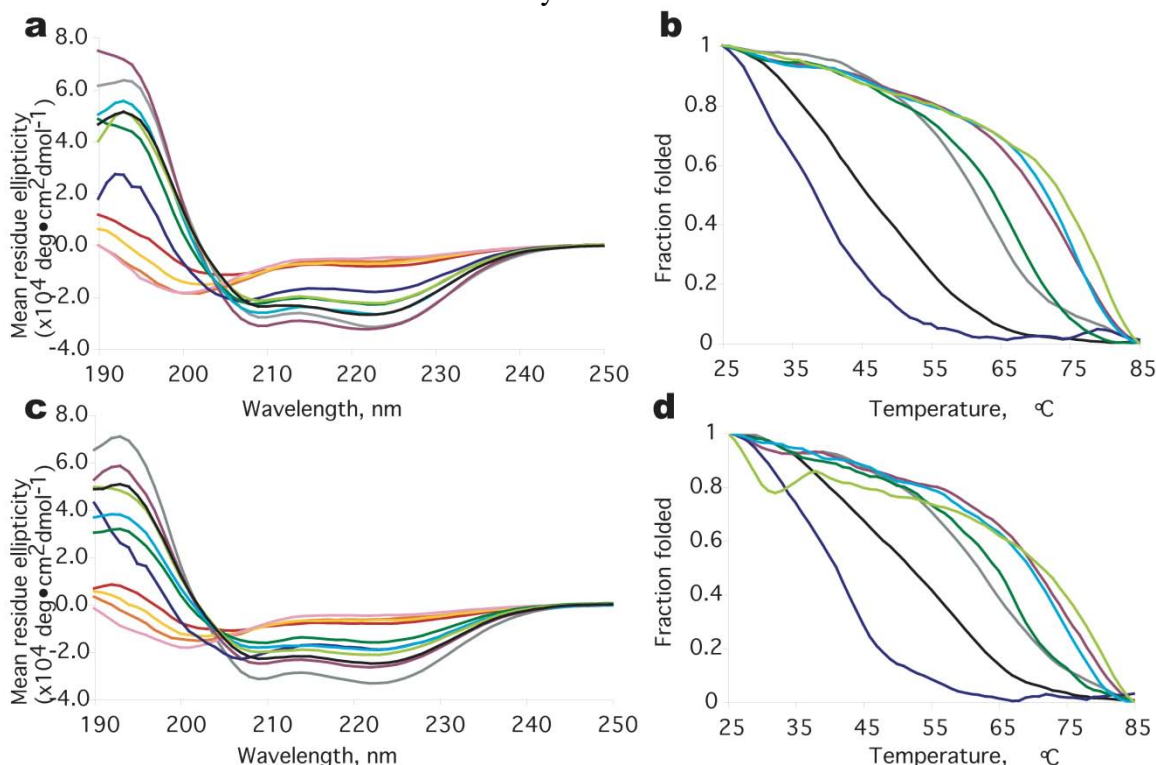 a
8.0
6.0
4.0
2.0
0.0
-2.0
-4.0
Mean residue ellipticity
(x10⁴ deg•cm²dmol⁻¹)
190 200 210 220 230 240 250
Wavelength, nm
b
1
0.8
0.6
0.4
0.2
0
Fraction folded
25 35 45 55 65 75 85
Temperature, ºC
c
8.0
6.0
4.0
2.0
0.0
-2.0
-4.0
Mean residue ellipticity
(x10⁴ deg•cm²dmol⁻¹)
190 200 210 220 230 240 250
Wavelength, nm
d
1
0.8
0.6
0.4
0.2
0
Fraction folded
25 35 45 55 65 75 85
Temperature, ºC